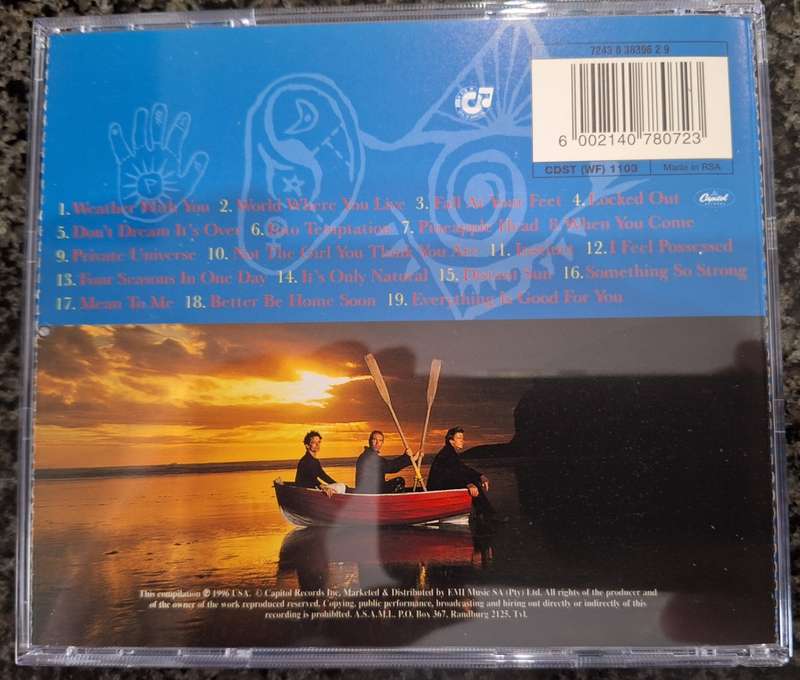 7243 8 38396 2 9
6 002140 780723
CDST (WF) 1103 Made in RSA
Capitol
1. Weather With You 2. World Where You Live 3. Fall At Your Feet 4. Locked Out
5. Don't Dream It's Over 6. Into Temptation 7. Pineapple Head 8. When You Come
9. Private Universe 10. Not The Girl You Think You Are 11. Instinct 12. I Feel Possessed
13. Four Seasons In One Day 14. It's Only Natural 15. Distant Sun 16. Something So Strong
17. Mean To Me 18. Better Be Home Soon 19. Everything Is Good For You
This compilation ℗ 1996 USA. © Capitol Records Inc. Marketed & Distributed by EMI Music SA (Pty) Ltd. All rights of the producer and
of the owner of the work reproduced reserved. Copying, public performance, broadcasting and hiring out directly or indirectly of this
recording is prohibited. A.S.A.M.I. P.O. Box 367, Randburg 2125, Tvl.